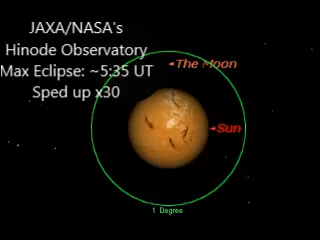 JAXA/NASA's
Hinode Observatory
Max Eclipse: ~5:35 UT
Sped up x30
The Moon
Sun
1 Degree